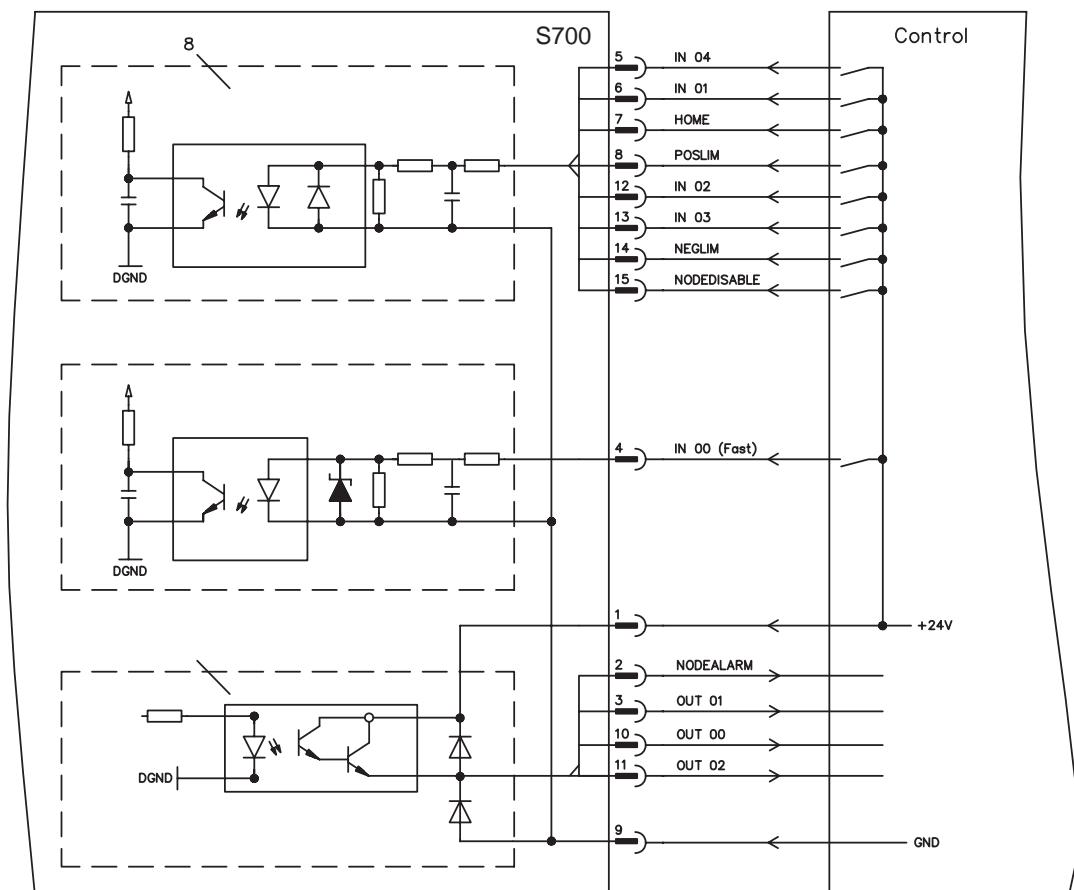 S700
Control
8
5 IN 04
6 IN 01
7 HOME
8 POSLIM
12 IN 02
13 IN 03
14 NEGLIM
15 NODEDISABLE
DGND
4 IN 00 (Fast)
DGND
1 +24V
2 NODEALARM
3 OUT 01
10 OUT 00
11 OUT 02
DGND
9 GND